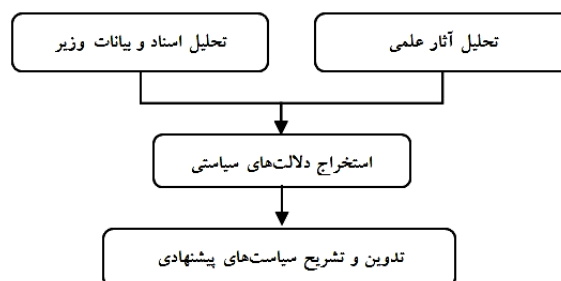 تحلیل آثار علمی
تحلیل اسناد و بیانات وزیر
استخراج دلالت‌های سیاستی
تدوین و تشریح سیاست‌های پیشنهادی